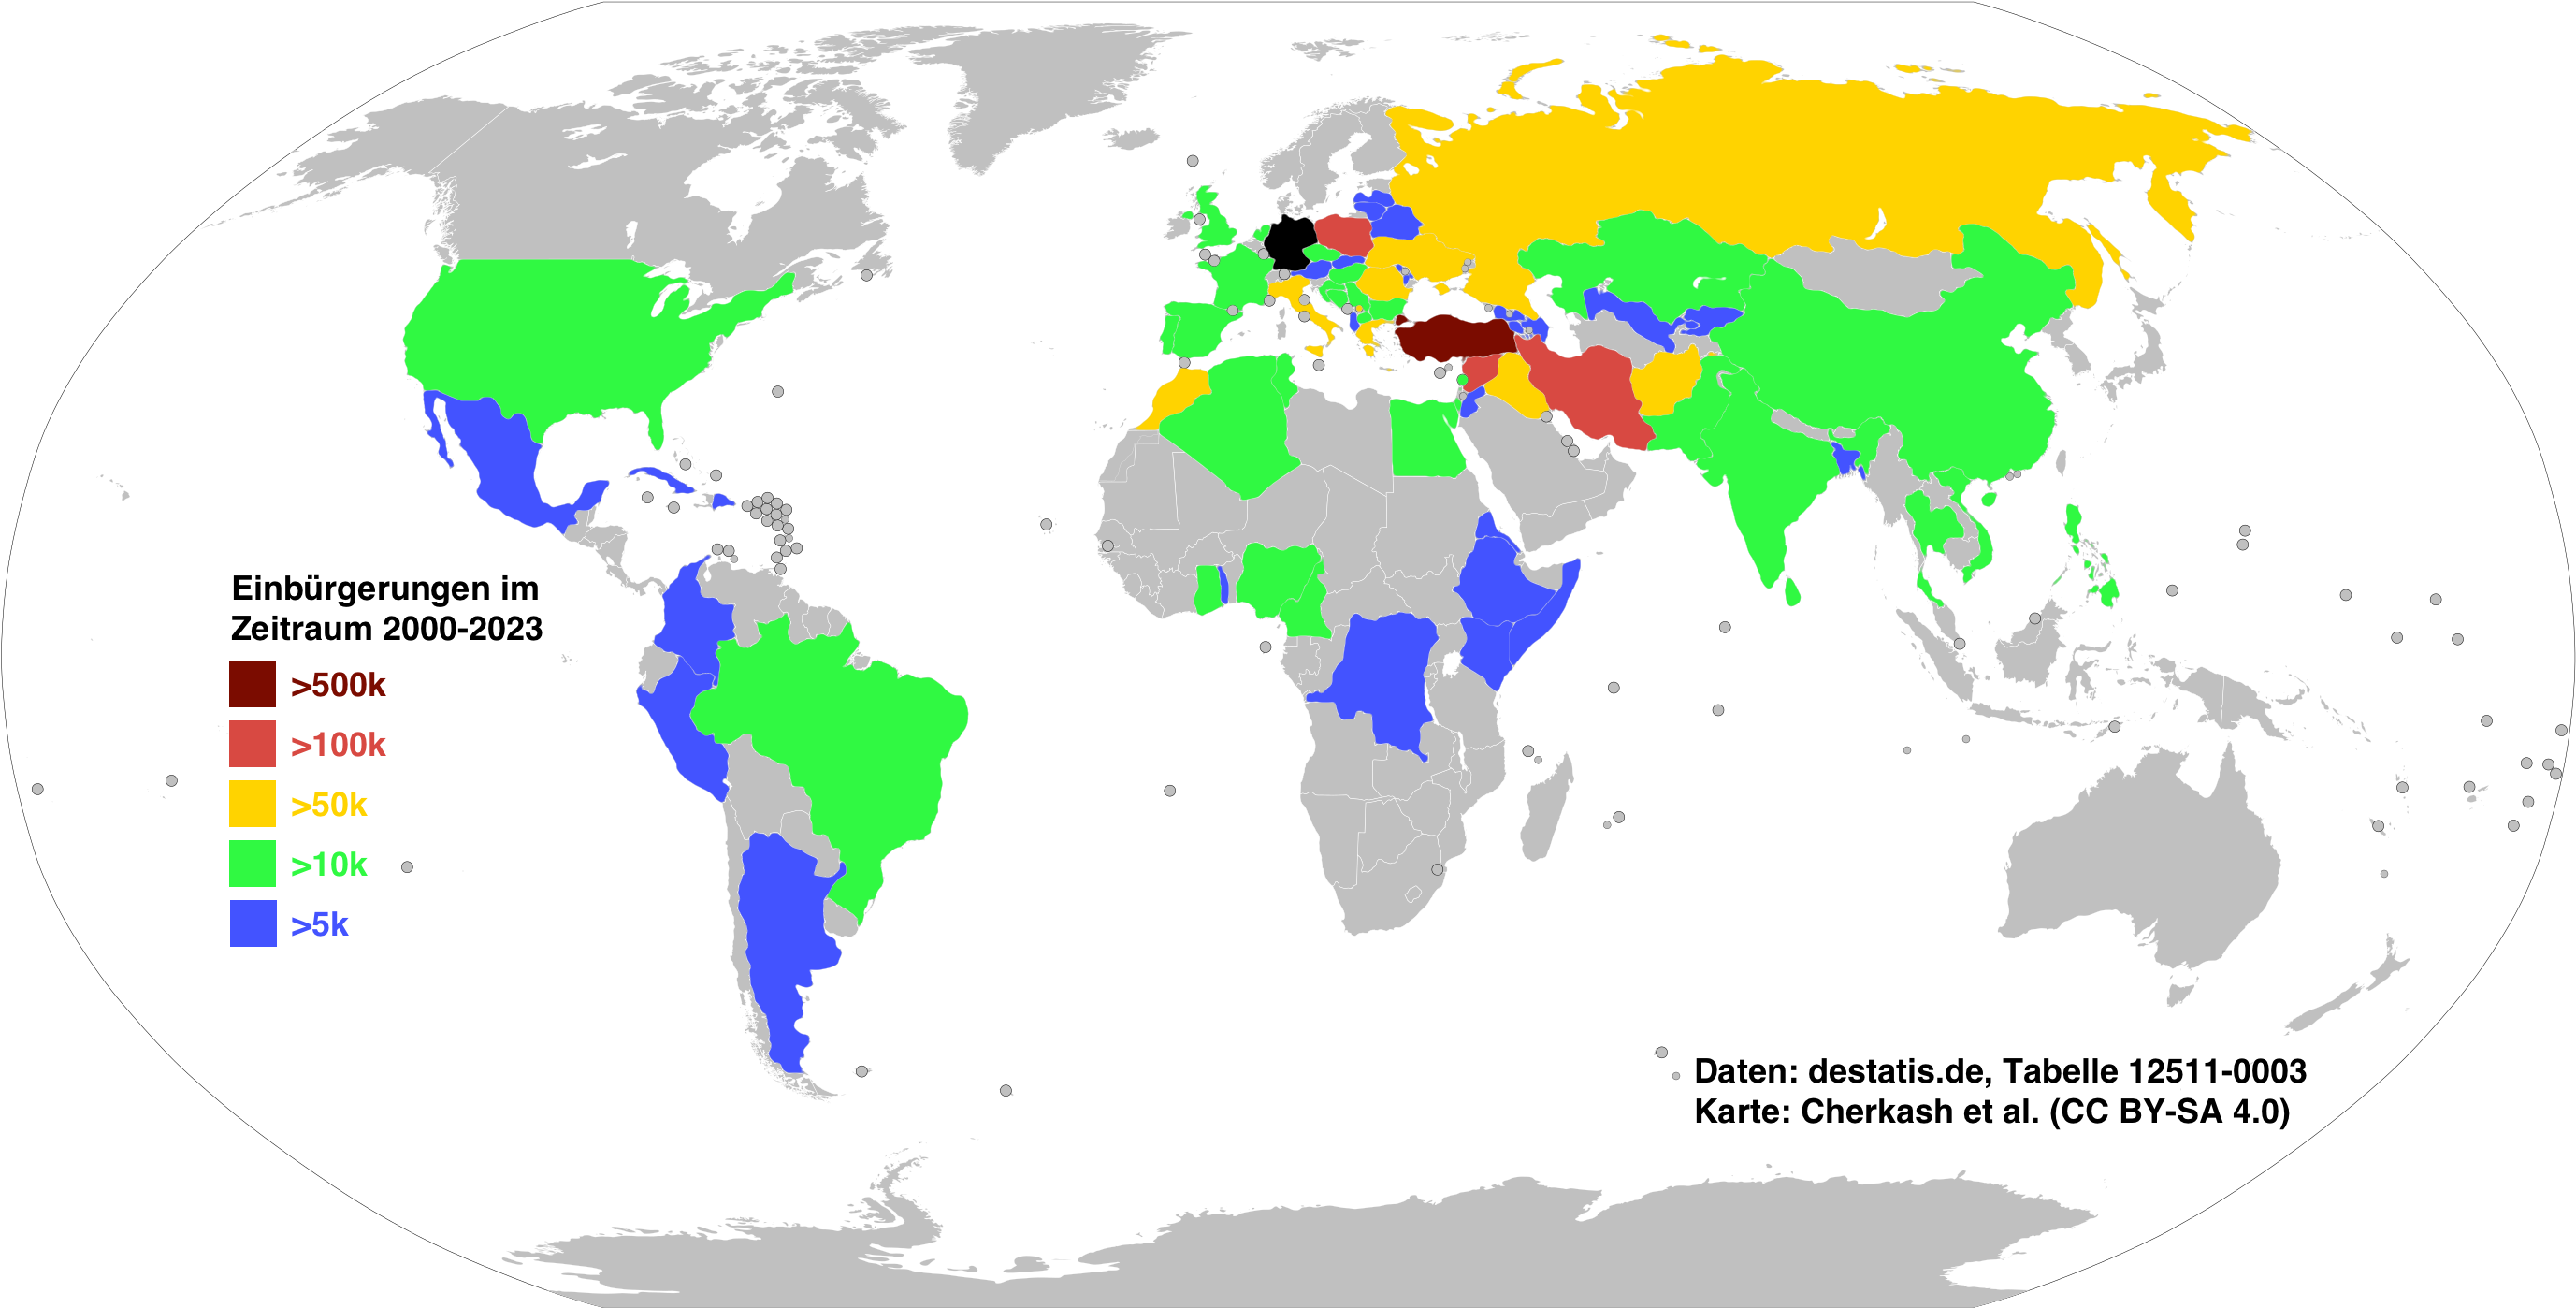 Einbürgerungen im
Zeitraum 2000-2023
>500k
>100k
>50k
>10k
>5k
Daten: destatis.de, Tabelle 12511-0003
Karte: Cherkash et al. (CC BY-SA 4.0)